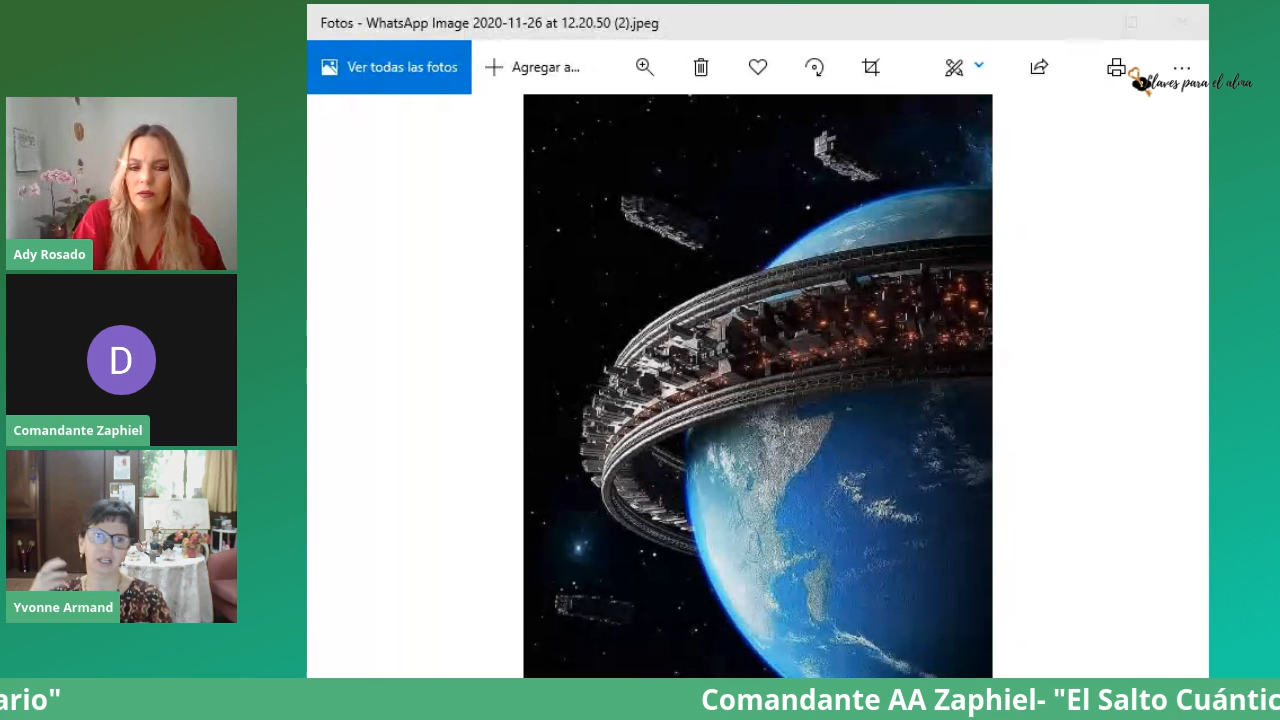 Fotos - WhatsApp Image 2020-11-26 at 12.20.50 (2).jpeg
Ver todas las fotos
Agregar a...
Claves para el alma
Ady Rosado
D
Comandante Zaphiel
Yvonne Armand
ario" Comandante AA Zaphiel- "El Salto Cuántic